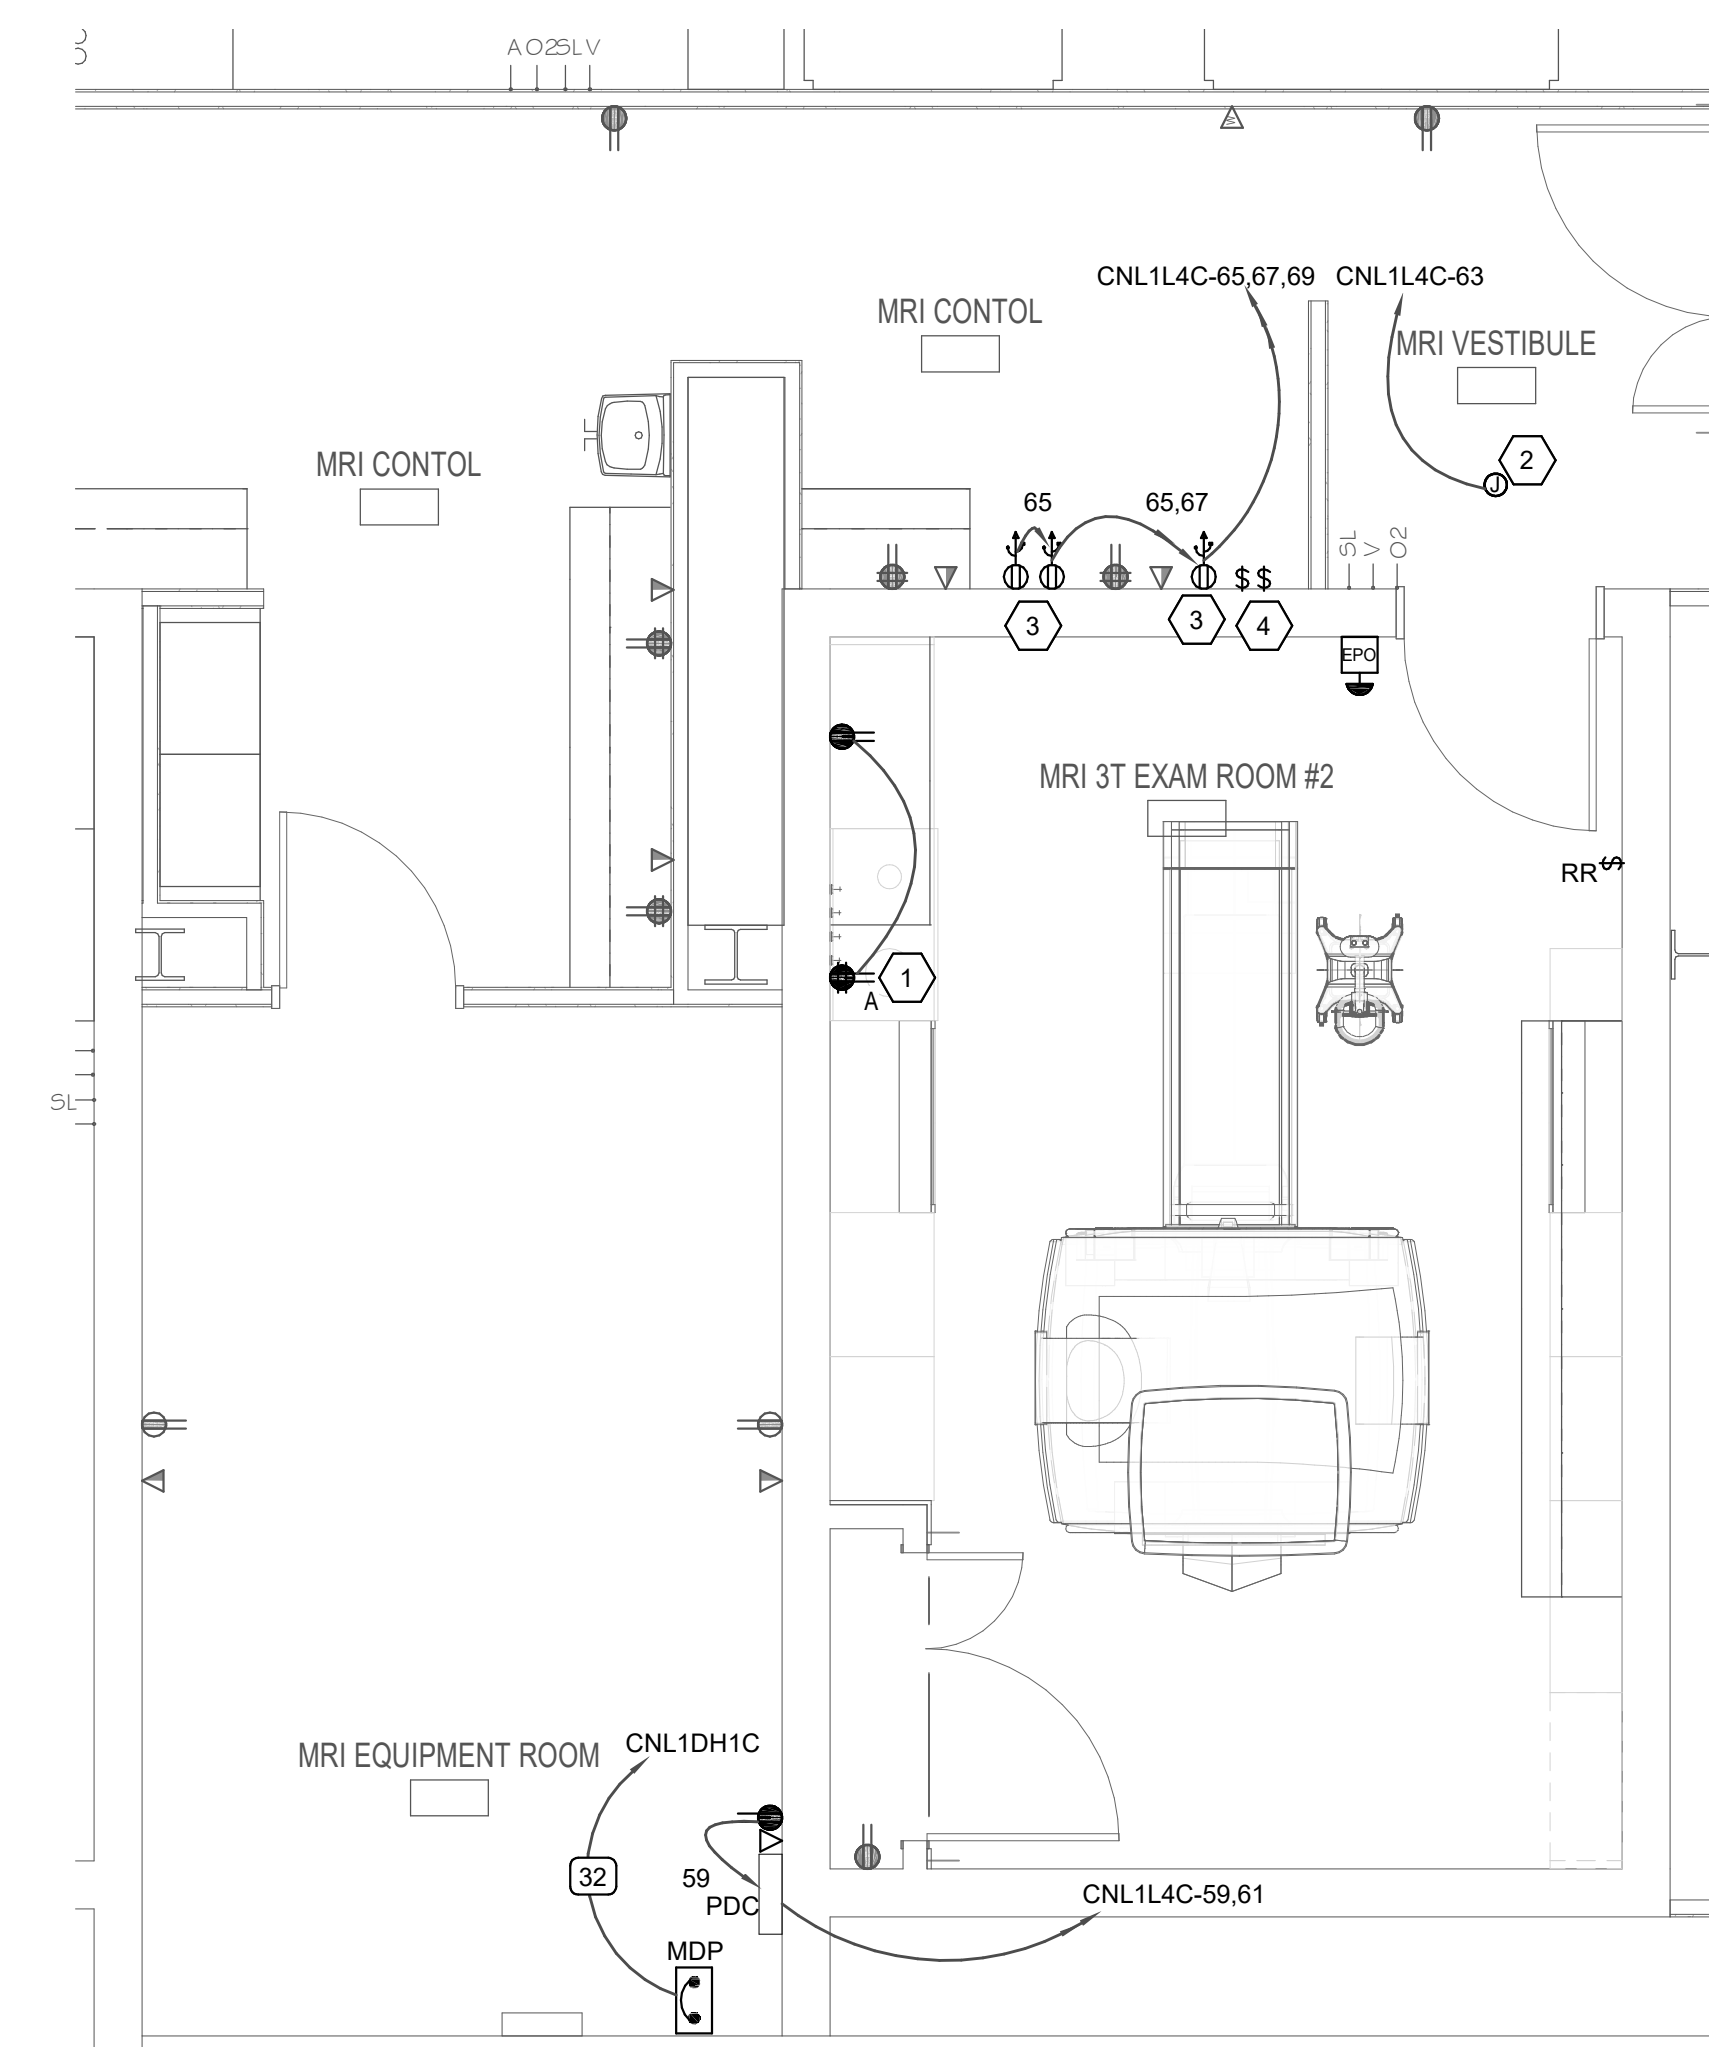 A O2 SL V
W
CNL1L4C-65,67,69 CNL1L4C-63
MRI CONTOL
MRI VESTIBULE
MRI CONTOL
2
J
65 65,67
SL V O2
$ $
3 3 4
EPO
MRI 3T EXAM ROOM #2
RR $
1
A
SL
CNL1DH1C
MRI EQUIPMENT ROOM
32
59
PDC
CNL1L4C-59,61
MDP